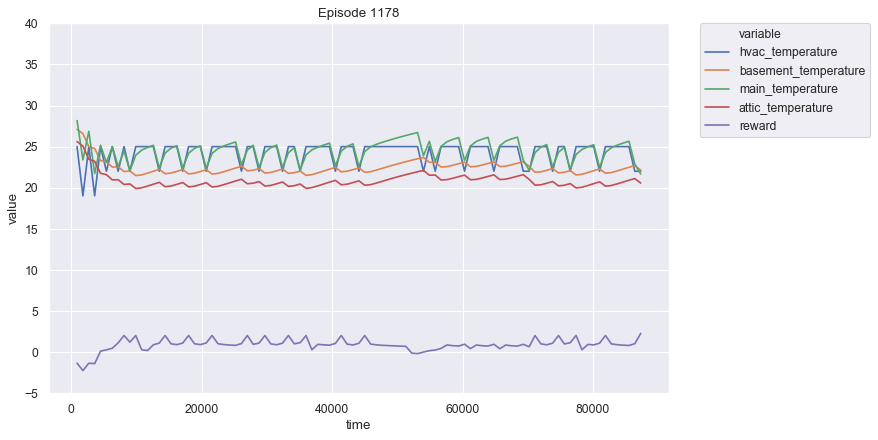 Episode 1178
40
35
30
25
20
15
10
5
0
−5
value
0 20000 40000 60000 80000
time
variable
hvac_temperature
basement_temperature
main_temperature
attic_temperature
reward